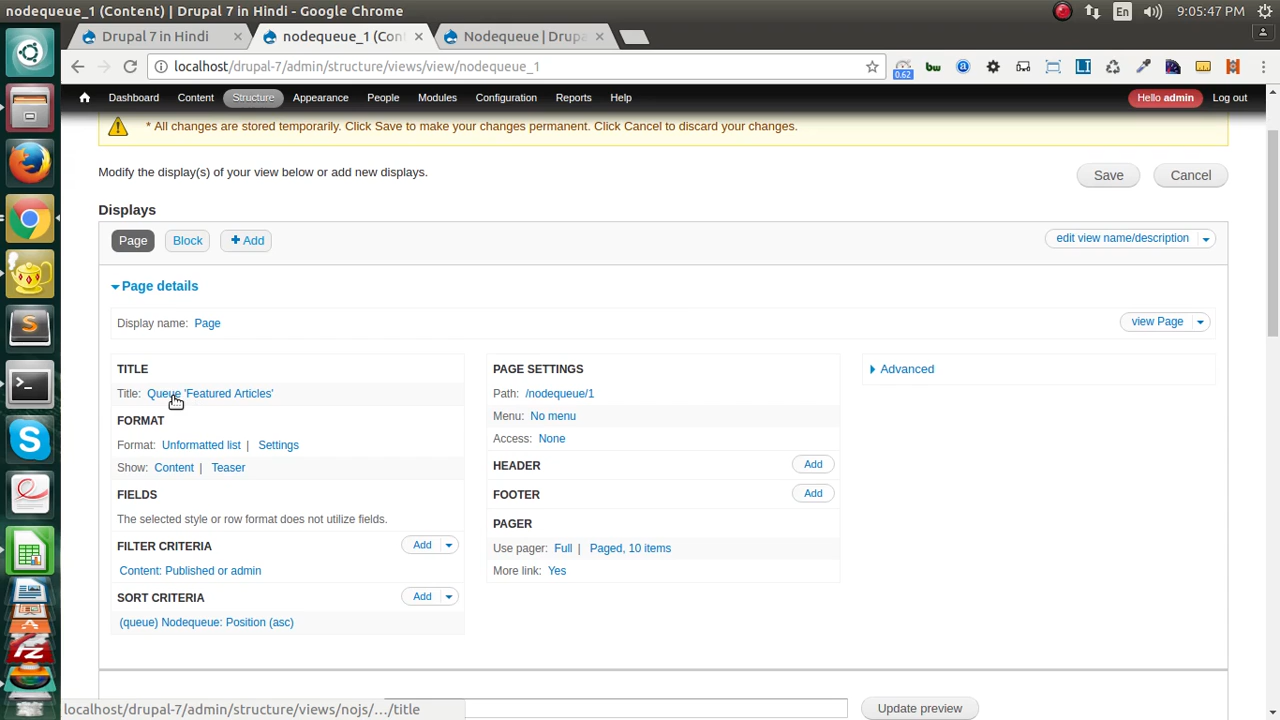 nodequeue_1 (Content) | Drupal 7 in Hindi - Google Chrome
En
9:05:47 PM
Drupal 7 in Hindi
nodequeue_1 (Con
Nodequeue | Drupa
localhost/drupal-7/admin/structure/views/view/nodequeue_1
0.62
Dashboard
Content
Structure
Appearance
People
Modules
Configuration
Reports
Help
Hello admin
Log out
* All changes are stored temporarily. Click Save to make your changes permanent. Click Cancel to discard your changes.
Modify the display(s) of your view below or add new displays.
Save
Cancel
Displays
Page
Block
+ Add
edit view name/description
Page details
Display name: Page
view Page
TITLE
Title: Queue 'Featured Articles'
FORMAT
Format: Unformatted list | Settings
Show: Content | Teaser
FIELDS
The selected style or row format does not utilize fields.
FILTER CRITERIA
Add
Content: Published or admin
SORT CRITERIA
Add
(queue) Nodequeue: Position (asc)
PAGE SETTINGS
Path: /nodequeue/1
Menu: No menu
Access: None
HEADER
Add
FOOTER
Add
PAGER
Use pager: Full | Paged, 10 items
More link: Yes
Advanced
localhost/drupal-7/admin/structure/views/nojs/…/title
Update preview